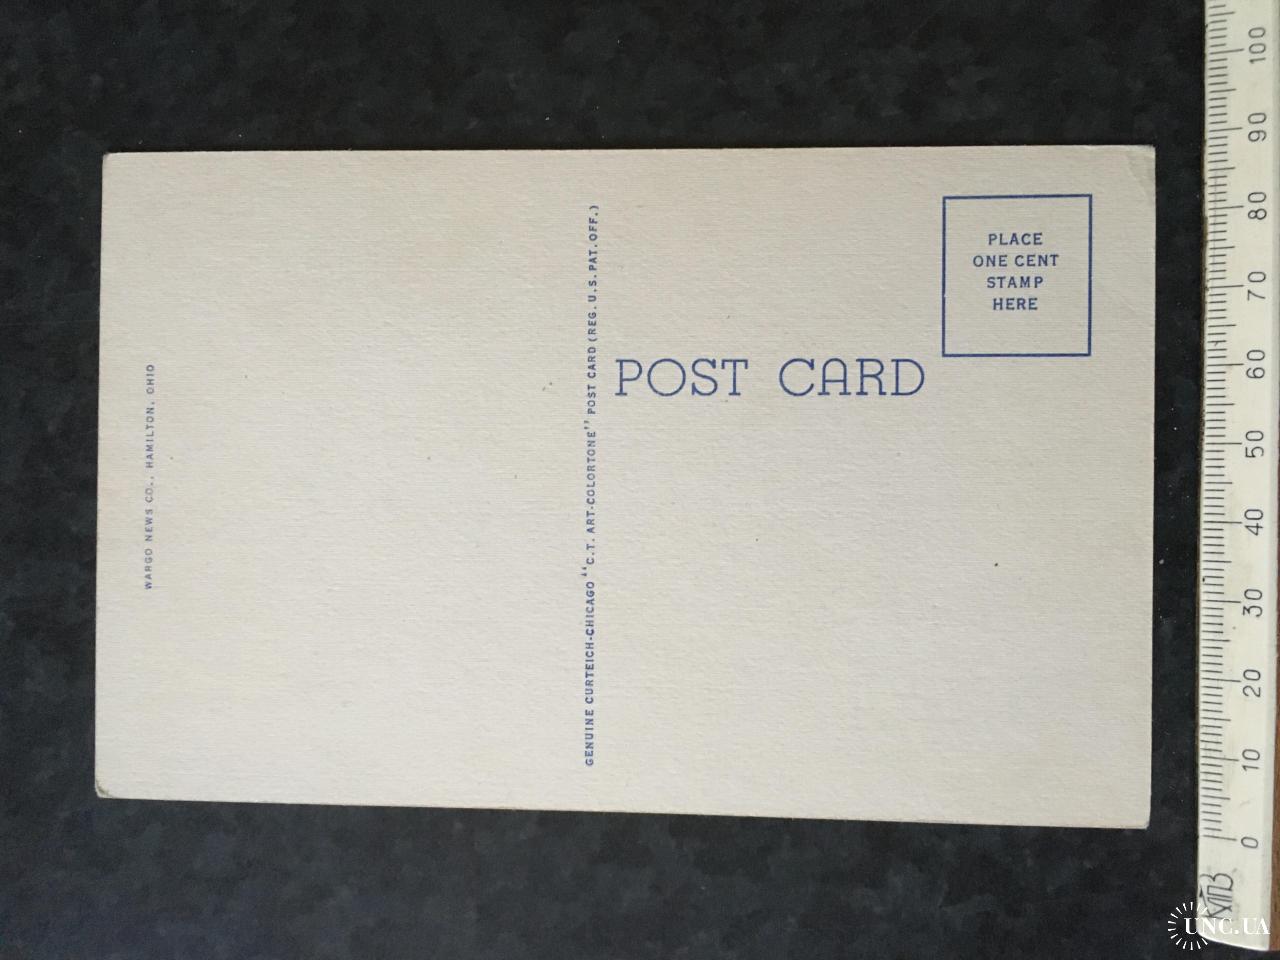 PLACE
ONE CENT
STAMP
HERE
POST CARD
GENUINE CURTEICH-CHICAGO "C.T. ART-COLORTONE" POST CARD (REG. U.S. PAT. OFF.)
WARGO NEWS CO., HAMILTON, OHIO
100
90
80
70
60
50
40
30
20
10
0
UNC.UA